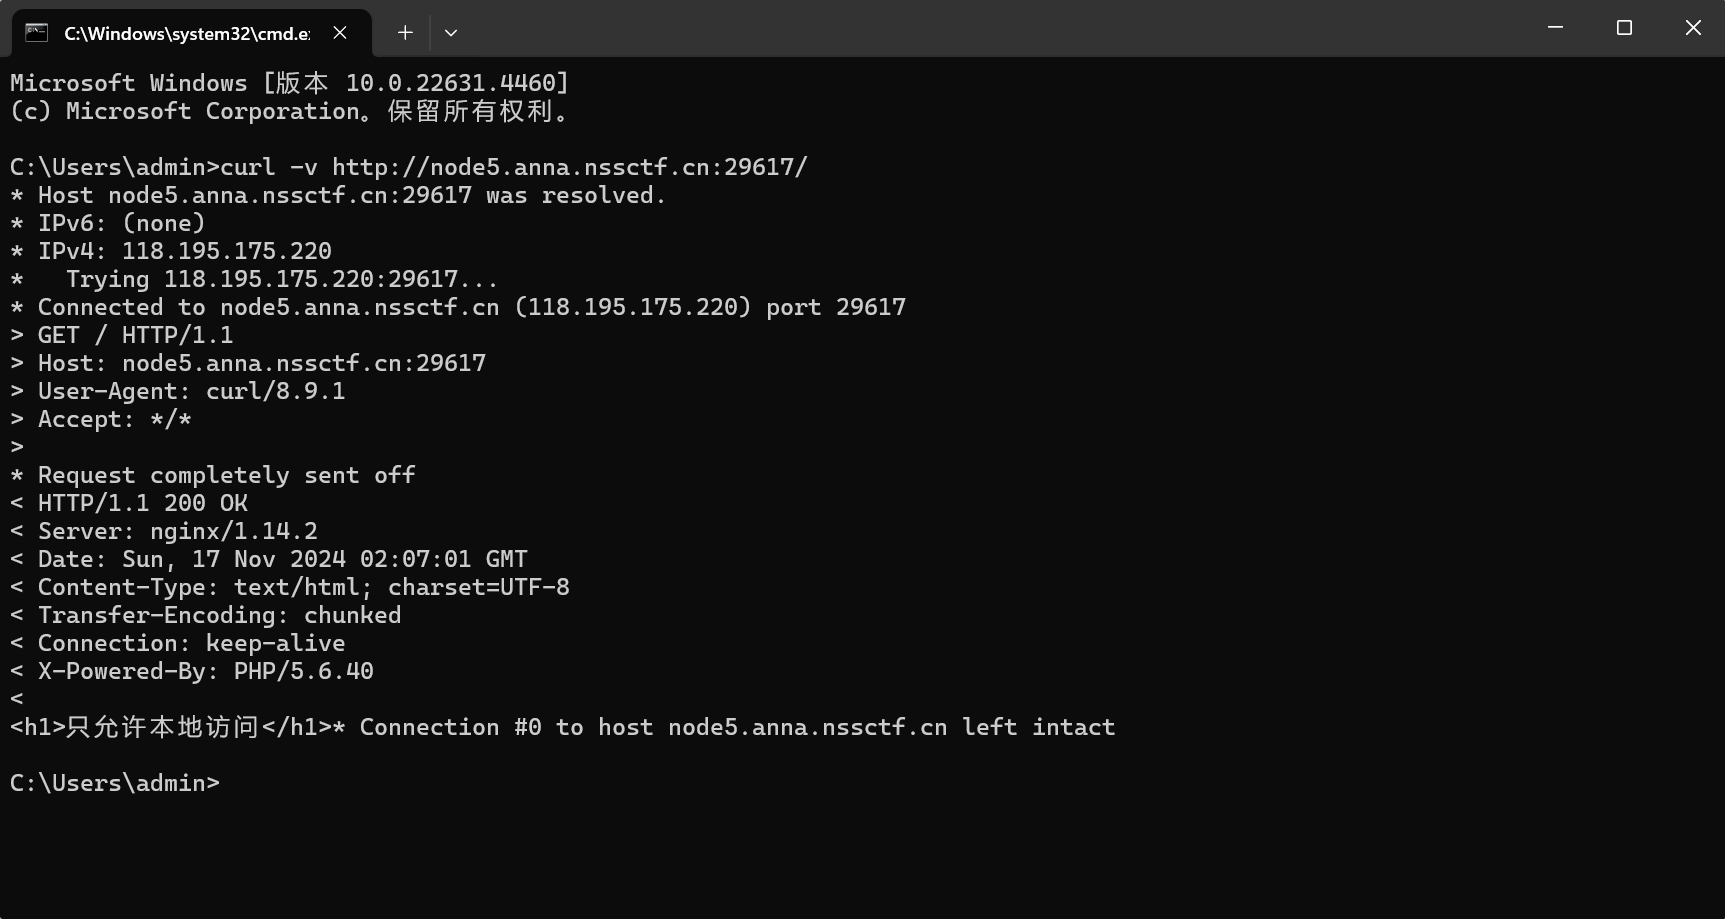 C:\Windows\system32\cmd.e
Microsoft Windows [版本 10.0.22631.4460]
(c) Microsoft Corporation。保留所有权利。
C:\Users\admin>curl -v http://node5.anna.nssctf.cn:29617/
* Host node5.anna.nssctf.cn:29617 was resolved.
* IPv6: (none)
* IPv4: 118.195.175.220
*   Trying 118.195.175.220:29617...
* Connected to node5.anna.nssctf.cn (118.195.175.220) port 29617
> GET / HTTP/1.1
> Host: node5.anna.nssctf.cn:29617
> User-Agent: curl/8.9.1
> Accept: */*
>
* Request completely sent off
< HTTP/1.1 200 OK
< Server: nginx/1.14.2
< Date: Sun, 17 Nov 2024 02:07:01 GMT
< Content-Type: text/html; charset=UTF-8
< Transfer-Encoding: chunked
< Connection: keep-alive
< X-Powered-By: PHP/5.6.40
<
<h1>只允许本地访问</h1>* Connection #0 to host node5.anna.nssctf.cn left intact
C:\Users\admin>